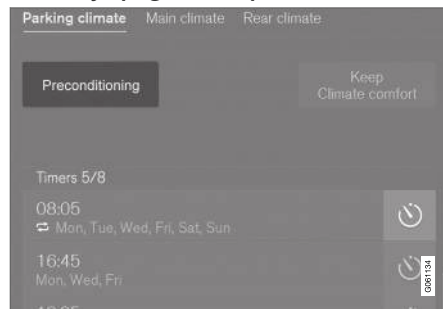 Parking climate Main climate Rear climate
Preconditioning
Keep
Climate comfort
Timers 5/8
08:05
Mon, Tue, Wed, Fri, Sat, Sun
16:45
Mon, Wed, Fri
G061134